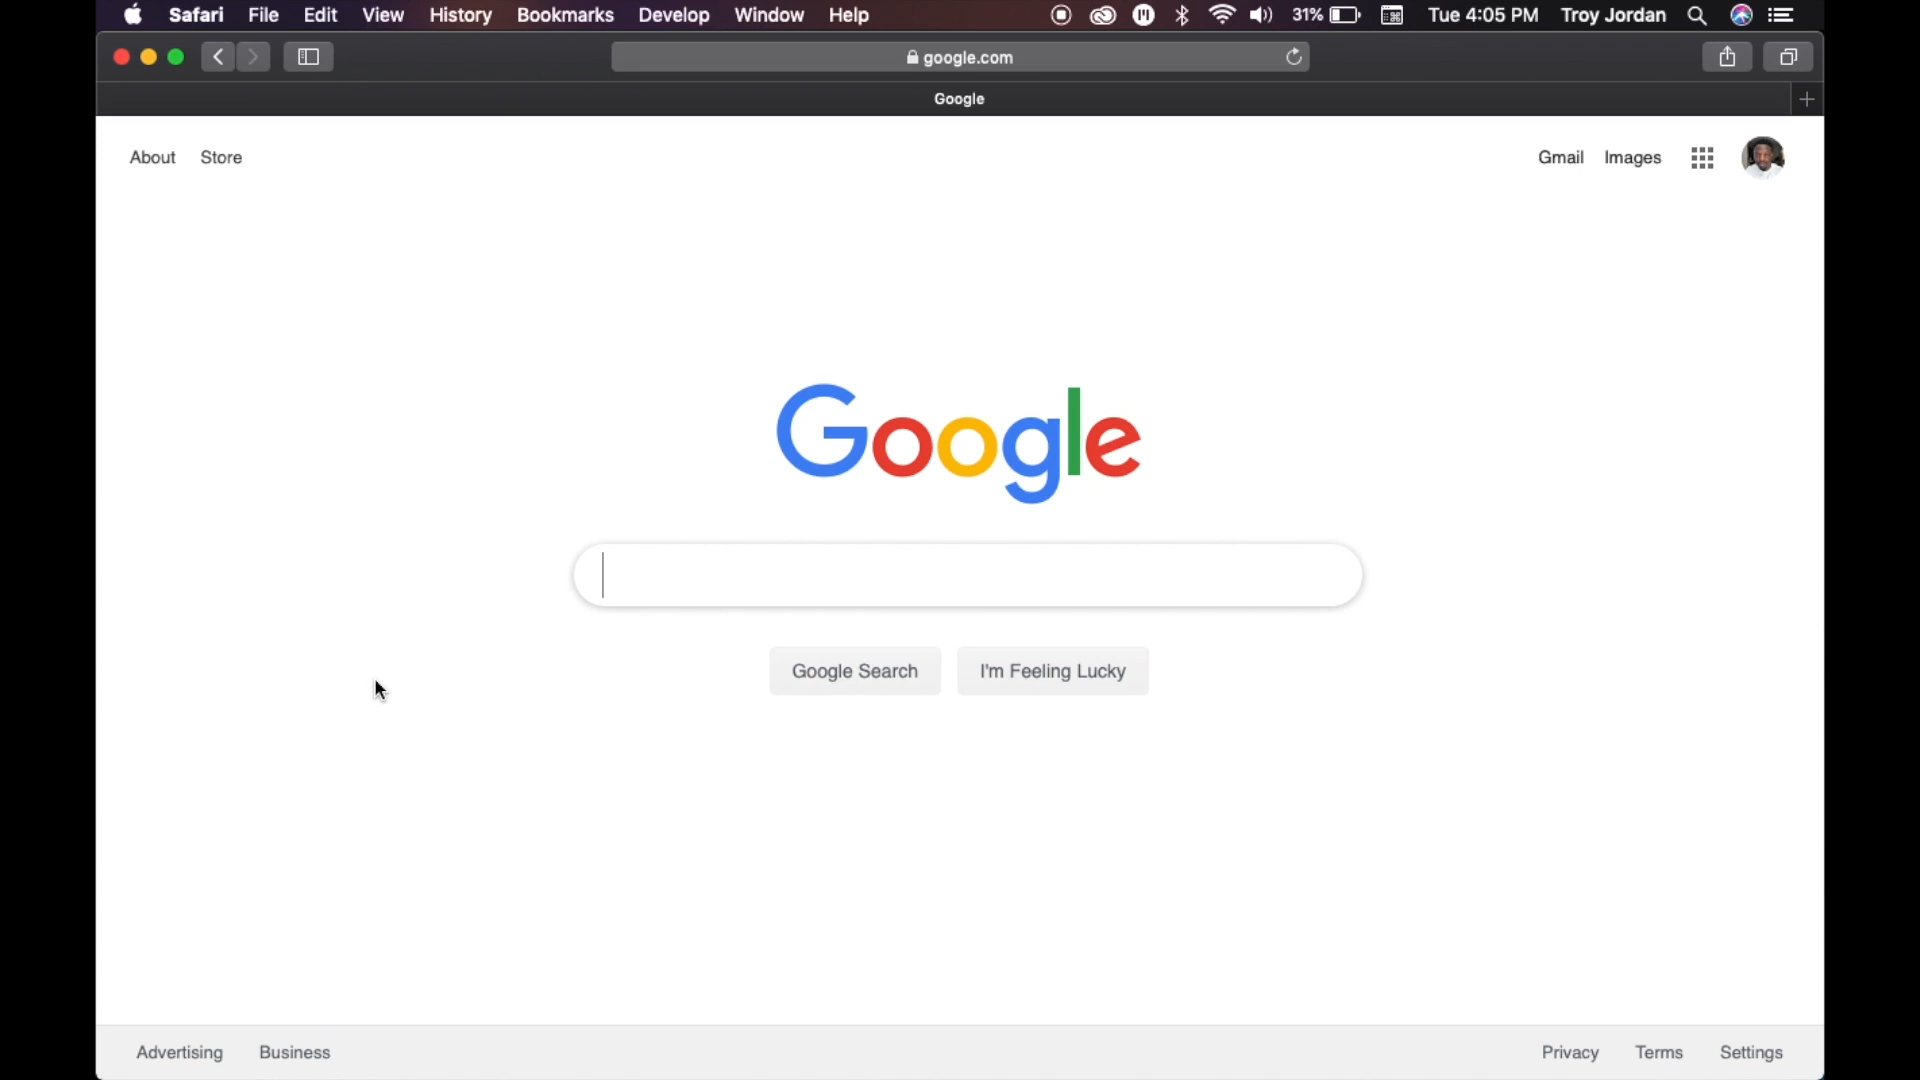 Safari File Edit View History Bookmarks Develop Window Help 31% Tue 4:05 PM Troy Jordan
google.com
Google
About Store Gmail Images
Google
Google Search I'm Feeling Lucky
Advertising Business Privacy Terms Settings